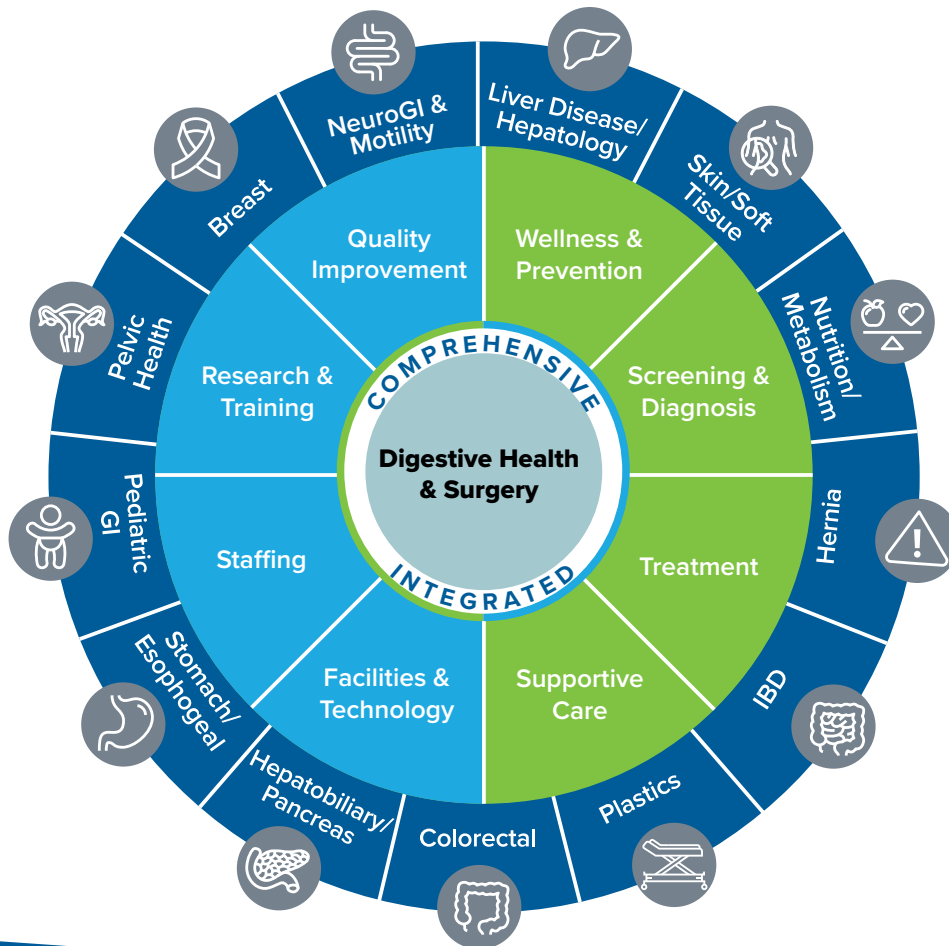 NeuroGI &
Motility
Liver Disease/
Hepatology
Skin/Soft
Tissue
Nutrition/
Metabolism
Hernia
IBD
Plastics
Colorectal
Hepatobiliary/
Pancreas
Stomach/
Esophogeal
Pediatric
GI
Pelvic
Health
Breast
Quality
Improvement
Wellness &
Prevention
Screening &
Diagnosis
Treatment
Supportive
Care
Facilities &
Technology
Staffing
Research &
Training
COMPREHENSIVE
Digestive Health
& Surgery
INTEGRATED